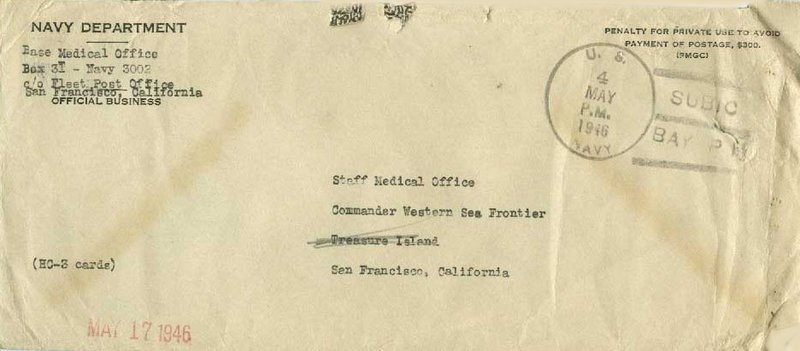 NAVY DEPARTMENT
Base Medical Office
Box 31 - Navy 3002
c/o Fleet Post Office
San Francisco, California
OFFICIAL BUSINESS
PENALTY FOR PRIVATE USE TO AVOID
PAYMENT OF POSTAGE, $300.
(9MGC)
U. S.
4
MAY
P.M.
1946
NAVY
SUBIC
BAY P I
Staff Medical Office
Commander Western Sea Frontier
Treasure Island
San Francisco, California
(HC-3 cards)
MAY 17 1946